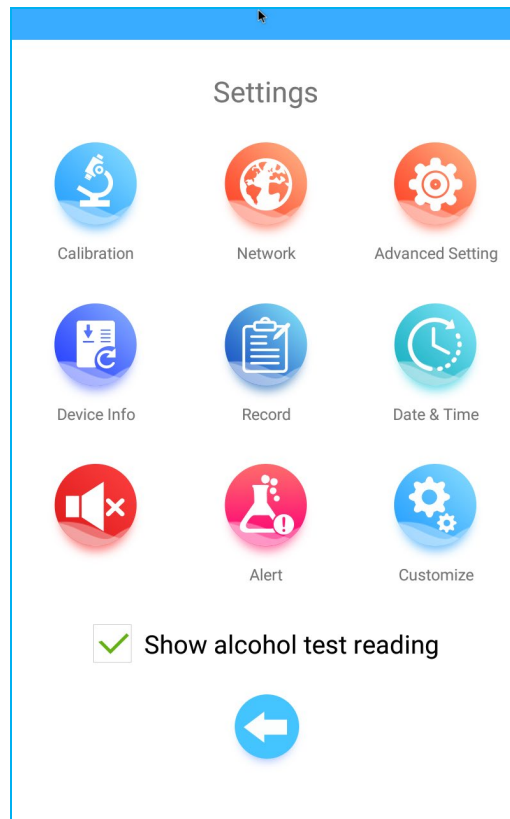 Settings
Calibration
Network
Advanced Setting
Device Info
Record
Date & Time
Alert
Customize
Show alcohol test reading